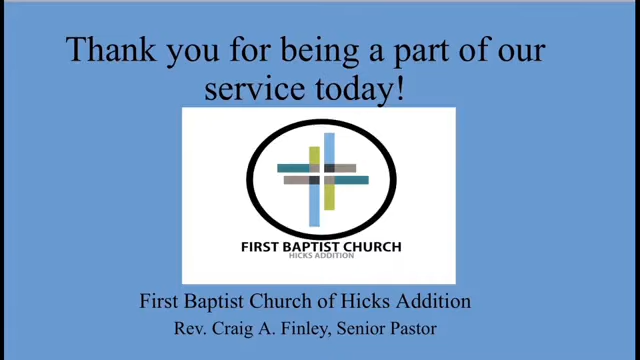 Thank you for being a part of our
service today!
FIRST BAPTIST CHURCH
HICKS ADDITION
First Baptist Church of Hicks Addition
Rev. Craig A. Finley, Senior Pastor